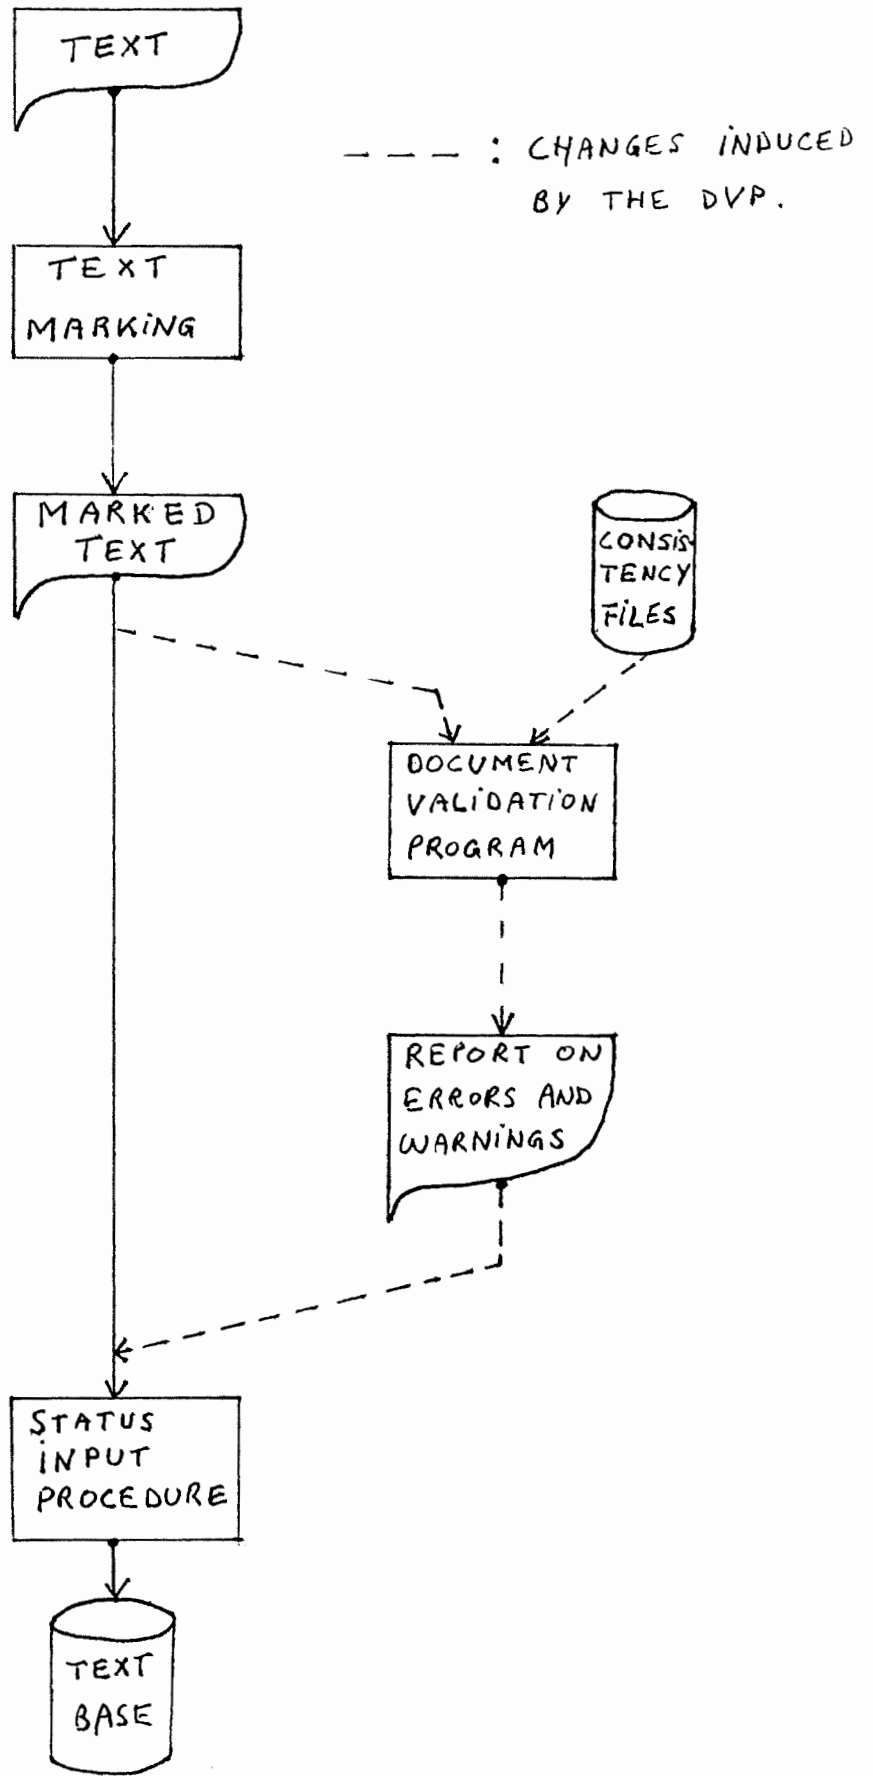 TEXT
--- : CHANGES INDUCED
BY THE DVP.
TEXT
MARKING
MARKED
TEXT
CONSIS-
TENCY
FILES
DOCUMENT
VALIDATION
PROGRAM
REPORT ON
ERRORS AND
WARNINGS
STATUS
INPUT
PROCEDURE
TEXT
BASE